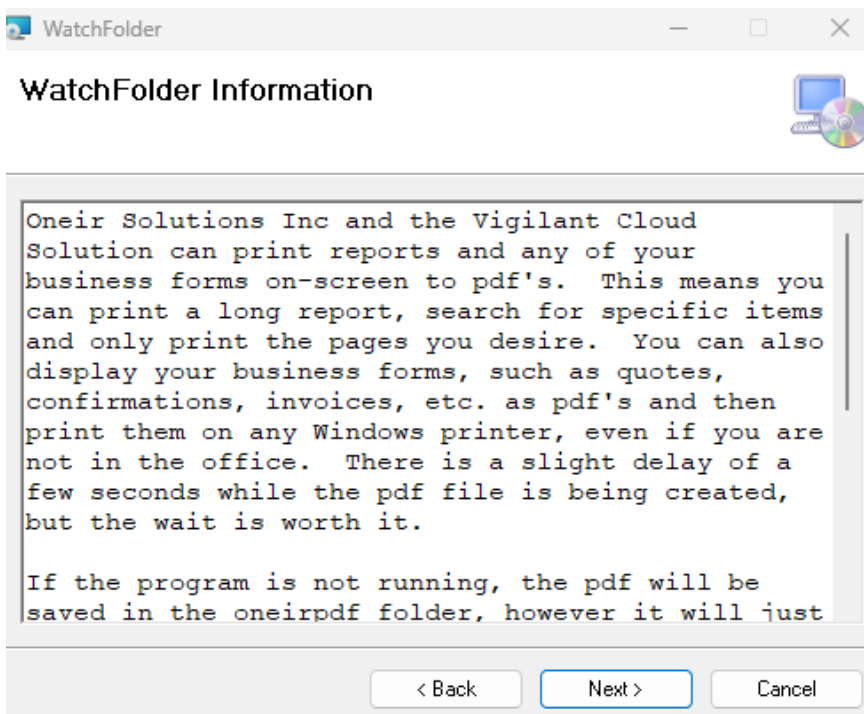 WatchFolder
WatchFolder Information
Oneir Solutions Inc and the Vigilant Cloud
Solution can print reports and any of your
business forms on-screen to pdf's.  This means you
can print a long report, search for specific items
and only print the pages you desire.  You can also
display your business forms, such as quotes,
confirmations, invoices, etc. as pdf's and then
print them on any Windows printer, even if you are
not in the office.  There is a slight delay of a
few seconds while the pdf file is being created,
but the wait is worth it.
If the program is not running, the pdf will be
saved in the oneirpdf folder, however it will just
< Back
Next >
Cancel